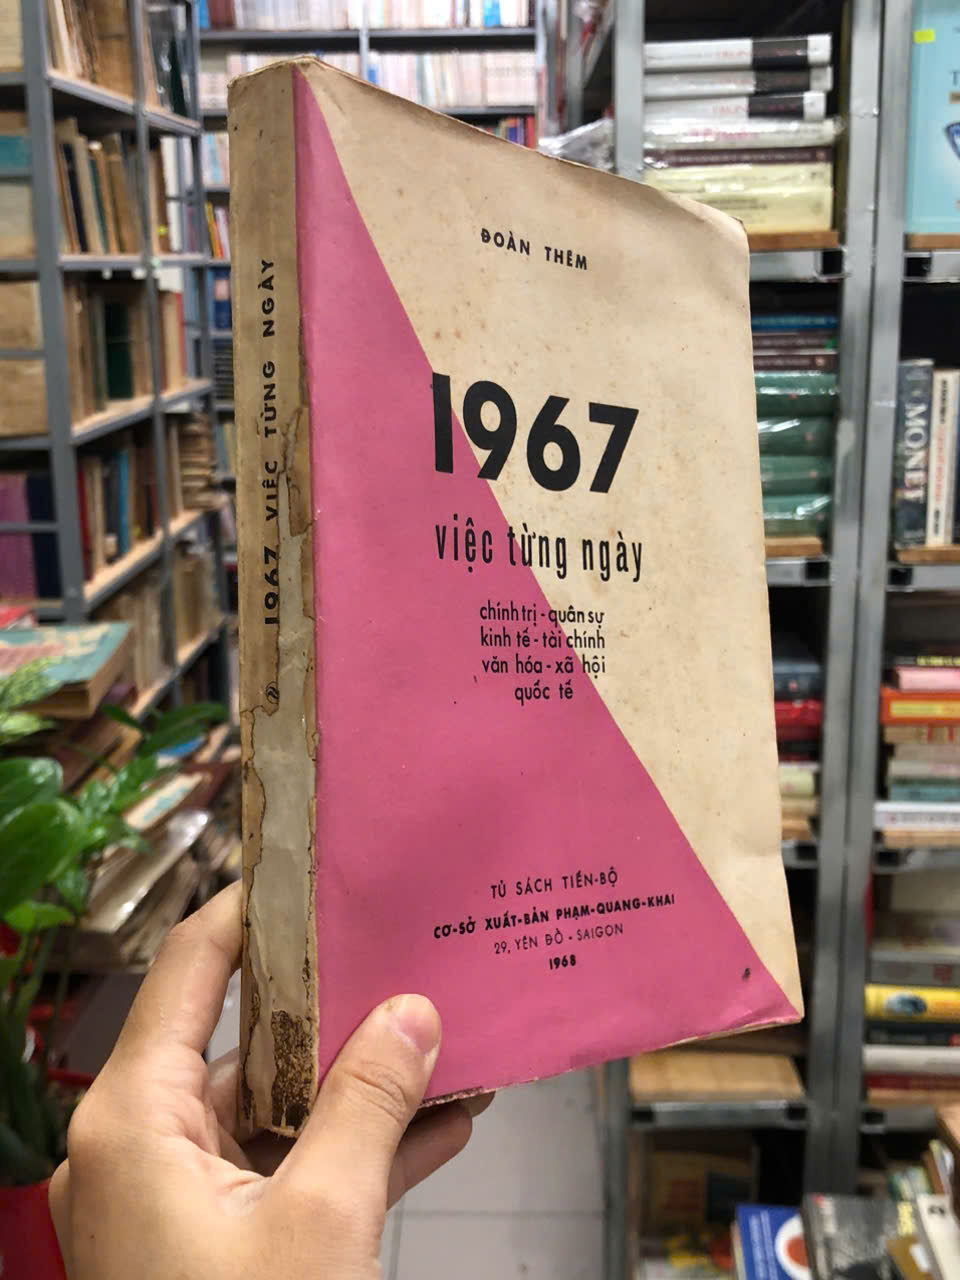 ĐOÀN THÊM
1967
việc từng ngày
chính trị - quân sự
kinh tế - tài chính
văn hóa - xã hội
quốc tế
TỦ SÁCH TIẾN-BỘ
CƠ-SỞ XUẤT-BẢN PHẠM-QUANG-KHAI
29, YÊN ĐỔ - SAIGON
1968
1967 VIỆC TỪNG NGÀY
MONET